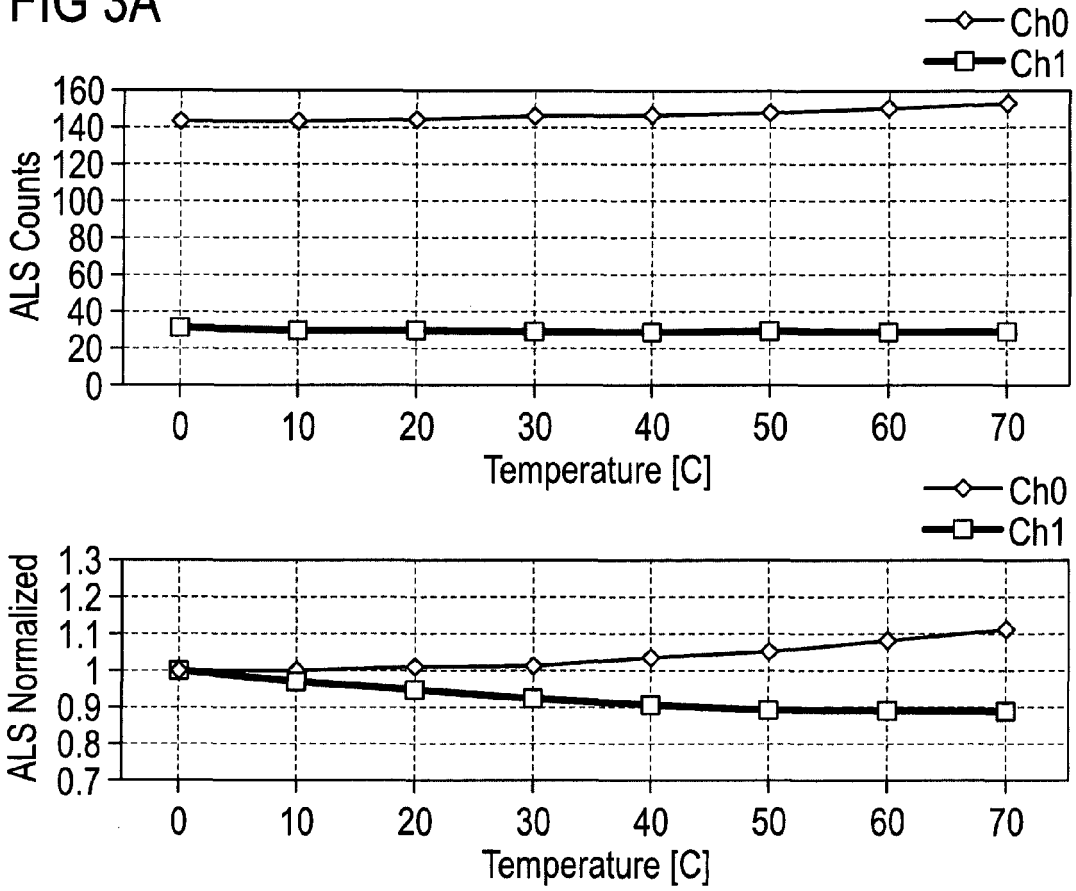 FIG 3A
Ch0
Ch1
160
140
120
100
80
60
40
20
0
ALS Counts
0 10 20 30 40 50 60 70
Temperature [C]
Ch0
Ch1
1.3
1.2
1.1
1
0.9
0.8
0.7
ALS Normalized
0 10 20 30 40 50 60 70
Temperature [C]